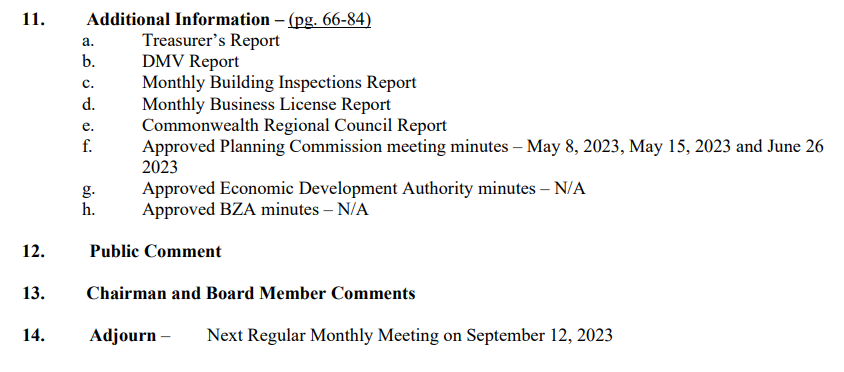 11. Additional Information – (pg. 66-84)
a. Treasurer's Report
b. DMV Report
c. Monthly Building Inspections Report
d. Monthly Business License Report
e. Commonwealth Regional Council Report
f. Approved Planning Commission meeting minutes – May 8, 2023, May 15, 2023 and June 26
2023
g. Approved Economic Development Authority minutes – N/A
h. Approved BZA minutes – N/A
12. Public Comment
13. Chairman and Board Member Comments
14. Adjourn – Next Regular Monthly Meeting on September 12, 2023